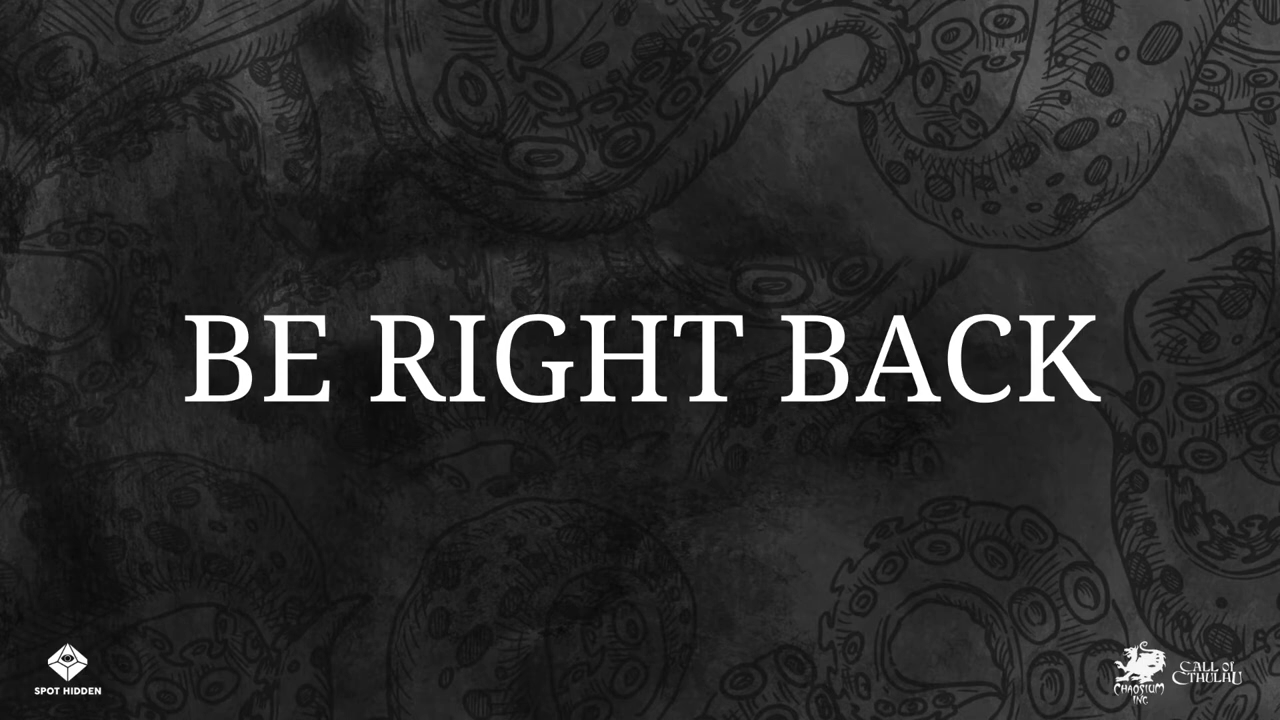 BE RIGHT BACK
SPOT HIDDEN
CHAOSIUM
INC
CALL OF
CTHULHU